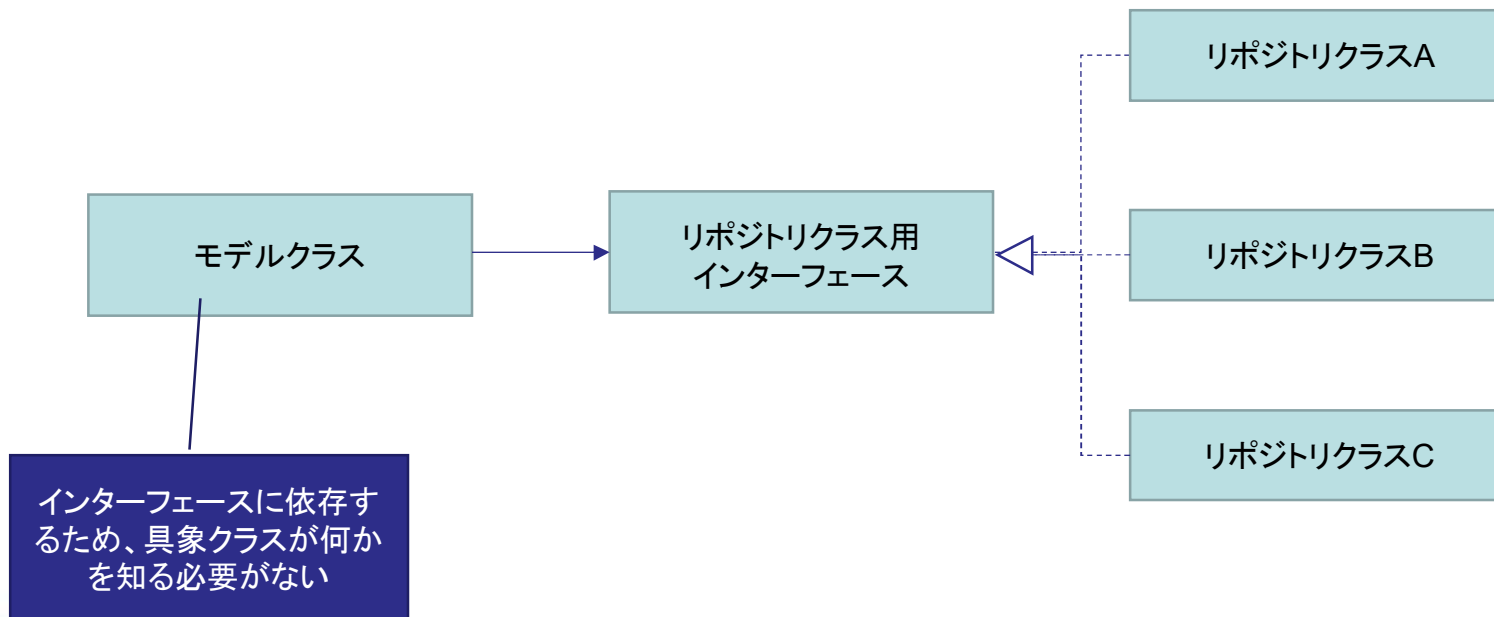 リポジトリクラスA
モデルクラス
リポジトリクラス用
インターフェース
リポジトリクラスB
リポジトリクラスC
インターフェースに依存す
るため、具象クラスが何か
を知る必要がない